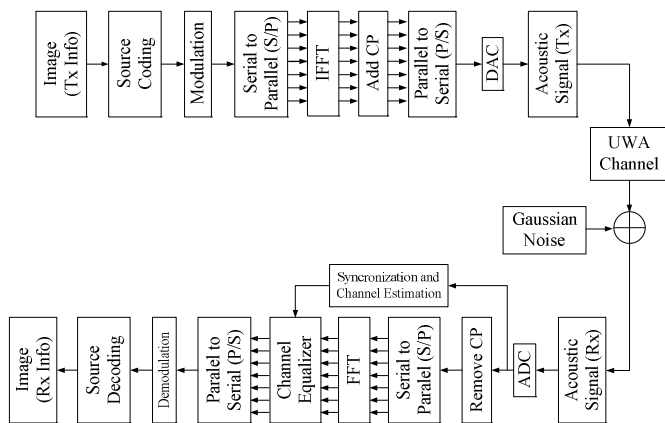 Image
(Tx Info)
Source
Coding
Modulation
Serial to
Parallel (S/P)
IFFT
Add CP
Parallel to
Serial (P/S)
DAC
Acoustic
Signal (Tx)
UWA
Channel
Gaussian
Noise
Syncronization and
Channel Estimation
Image
(Rx Info)
Source
Decoding
Demodulation
Paralel to
Serial (P/S)
Channel
Equalizer
FFT
Serial to
Paralel (S/P)
Remove CP
ADC
Acoustic
Signal (Rx)